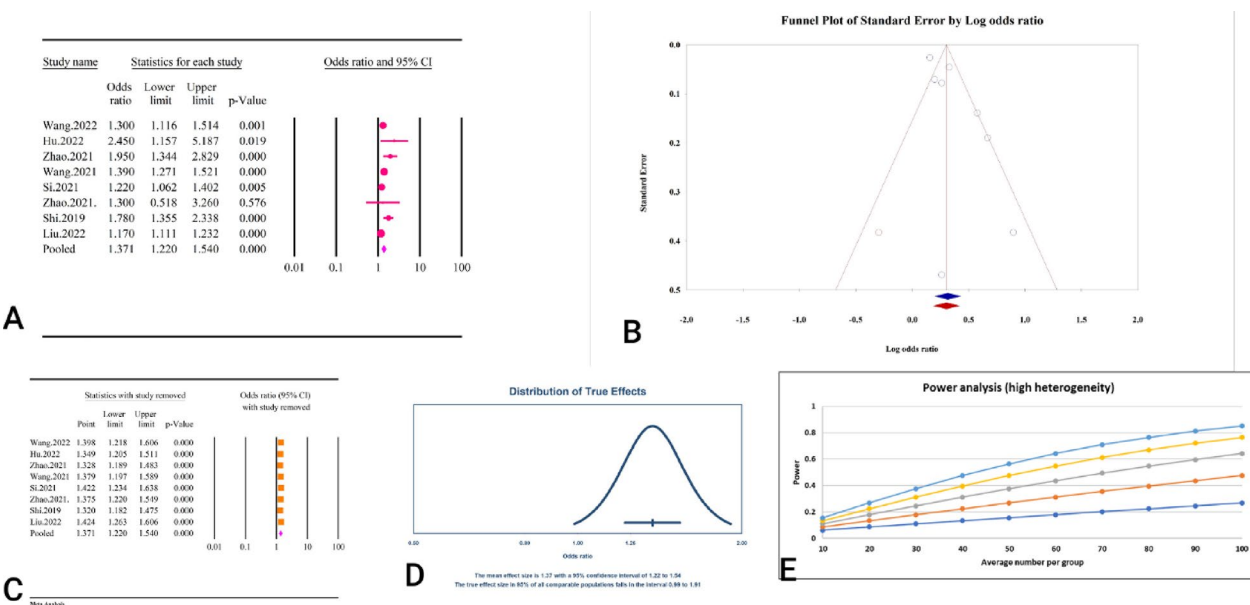 Study name Statistics for each study Odds ratio and 95% CI
Odds ratio Lower limit Upper limit p-Value
Wang.2022 1.300 1.116 1.514 0.001
Hu.2022 2.450 1.157 5.187 0.019
Zhao.2021 1.950 1.344 2.829 0.000
Wang.2021 1.390 1.271 1.521 0.000
Si.2021 1.220 1.062 1.402 0.005
Zhao.2021. 1.300 0.518 3.260 0.576
Shi.2019 1.780 1.355 2.338 0.000
Liu.2022 1.170 1.111 1.232 0.000
Pooled 1.371 1.220 1.540 0.000
0.01 0.1 1 10 100
A
Funnel Plot of Standard Error by Log odds ratio
Standard Error
0.0
0.1
0.2
0.3
0.4
0.5
-2.0 -1.5 -1.0 -0.5 0.0 0.5 1.0 1.5 2.0
Log odds ratio
B
Statistics with study removed Odds ratio (95% CI)
with study removed
Point Lower limit Upper limit p-Value
Wang.2022 1.398 1.218 1.606 0.000
Hu.2022 1.349 1.205 1.511 0.000
Zhao.2021 1.328 1.189 1.483 0.000
Wang.2021 1.379 1.197 1.589 0.000
Si.2021 1.422 1.234 1.638 0.000
Zhao.2021. 1.375 1.220 1.549 0.000
Shi.2019 1.320 1.182 1.475 0.000
Liu.2022 1.424 1.263 1.606 0.000
Pooled 1.371 1.220 1.540 0.000
0.01 0.1 1 10 100
C
Meta Analysis
Distribution of True Effects
1.00 2.00
Odds ratio
The mean effect size is 1.37 with a 95% confidence interval of 1.22 to 1.54
The true effect size in 95% of all comparable populations falls in the interval 0.99 to 1.91
D
Power analysis (high heterogeneity)
Power
1
0.8
0.6
0.4
0.2
0
10 20 30 40 50 60 70 80 90 100
Average number per group
E